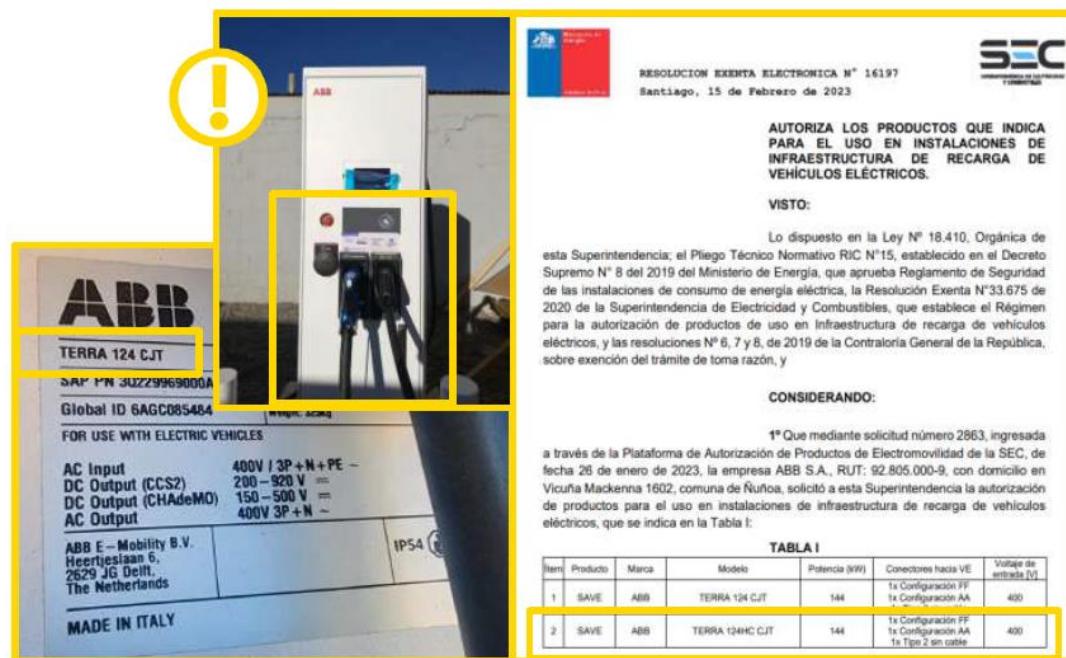 ABB
ABB
TERRA 124 CJT
SAP PN 3Q229969000A
Global ID 6AGC085484
FOR USE WITH ELECTRIC VEHICLES
AC Input 400V / 3P+N+PE ~
DC Output (CCS2) 200-920 V
DC Output (CHAdeMO) 150-500 V
AC Output 400V 3P+N ~
ABB E-Mobility B.V.
Heertjeslaan 6,
2629 JG Delft,
The Netherlands
IP54
MADE IN ITALY
SEC
RESOLUCION EXENTA ELECTRONICA N° 16197
Santiago, 15 de Febrero de 2023
AUTORIZA LOS PRODUCTOS QUE INDICA
PARA EL USO EN INSTALACIONES DE
INFRAESTRUCTURA DE RECARGA DE
VEHÍCULOS ELÉCTRICOS.
VISTO:
Lo dispuesto en la Ley Nº 18.410, Orgánica de
esta Superintendencia; el Pliego Técnico Normativo RIC N°15, establecido en el Decreto
Supremo N° 8 del 2019 del Ministerio de Energía, que aprueba Reglamento de Seguridad
de las instalaciones de consumo de energía eléctrica, la Resolución Exenta N°33.675 de
2020 de la Superintendencia de Electricidad y Combustibles, que establece el Régimen
para la autorización de productos de uso en Infraestructura de recarga de vehículos
eléctricos, y las resoluciones Nº 6, 7 y 8, de 2019 de la Contraloría General de la República,
sobre exención del trámite de toma razón, y
CONSIDERANDO:
1º Que mediante solicitud número 2863, ingresada
a través de la Plataforma de Autorización de Productos de Electromovilidad de la SEC, de
fecha 26 de enero de 2023, la empresa ABB S.A., RUT: 92.805.000-9, con domicilio en
Vicuña Mackenna 1602, comuna de Ñuñoa, solicitó a esta Superintendencia la autorización
de productos para el uso en instalaciones de infraestructura de recarga de vehículos
eléctricos, que se indica en la Tabla I:
TABLA I
Ítem Producto Marca Modelo Potencia (kW) Conectores hacia VE Voltaje de entrada [V]
1 SAVE ABB TERRA 124 CJT 144 1x Configuración FF 1x Configuración AA 400
2 SAVE ABB TERRA 124HC CJT 144 1x Configuración FF 1x Configuración AA 1x Tipo 2 sin cable 400